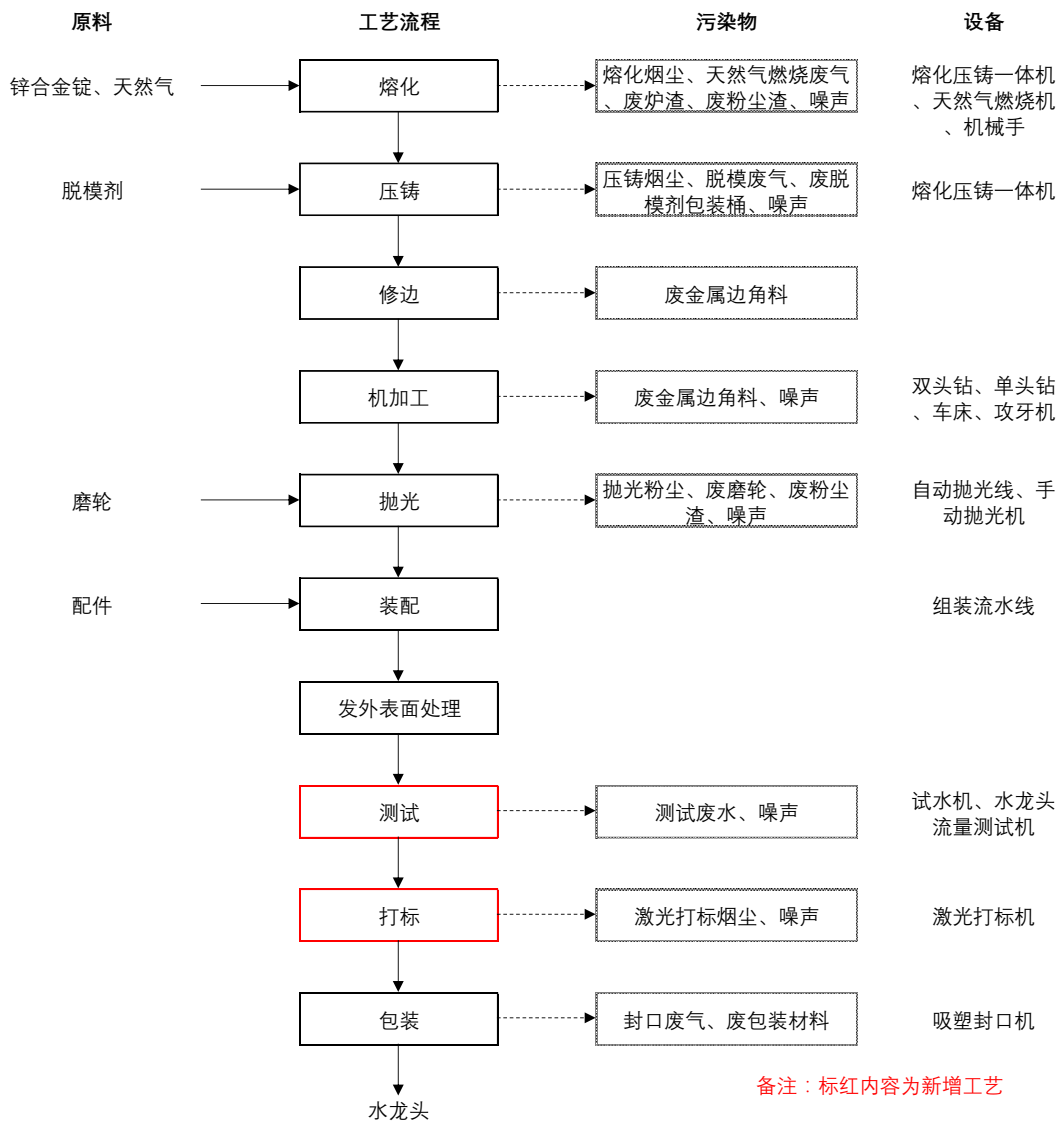 原料 工艺流程 污染物 设备
锌合金锭、天然气
熔化
熔化烟尘、天然气燃烧废气
、废炉渣、废粉尘渣、噪声
熔化压铸一体机
、天然气燃烧机
、机械手
脱模剂
压铸
压铸烟尘、脱模废气、废脱
模剂包装桶、噪声
熔化压铸一体机
修边
废金属边角料
机加工
废金属边角料、噪声
双头钻、单头钻
、车床、攻牙机
磨轮
抛光
抛光粉尘、废磨轮、废粉尘
渣、噪声
自动抛光线、手
动抛光机
配件
装配
组装流水线
发外表面处理
测试
测试废水、噪声
试水机、水龙头
流量测试机
打标
激光打标烟尘、噪声
激光打标机
包装
封口废气、废包装材料
吸塑封口机
备注：标红内容为新增工艺
水龙头